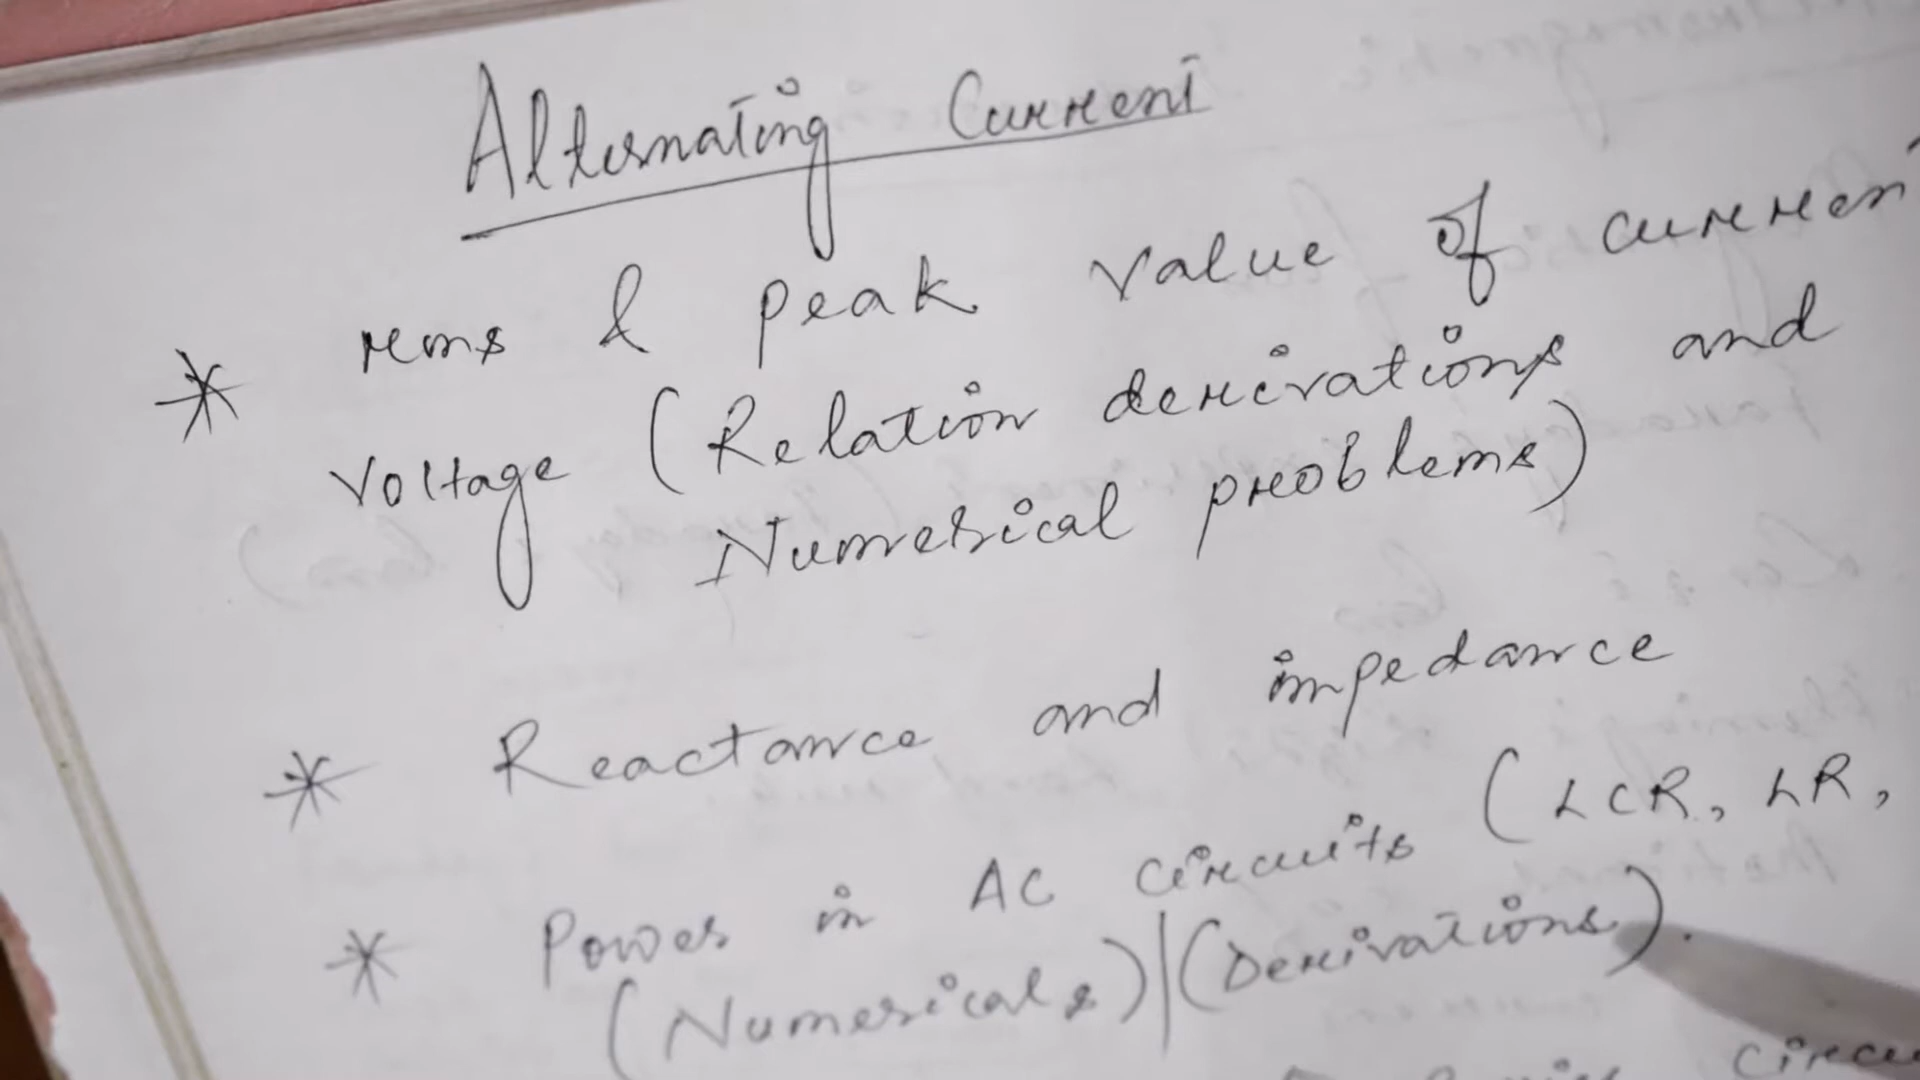 Alternating Current
* rms & peak value of current
voltage (Relation derivations and
Numerical problems)
* Reactance and impedance
* Power in AC circuits (LCR, LR,
(Numericals)|(Derivations).